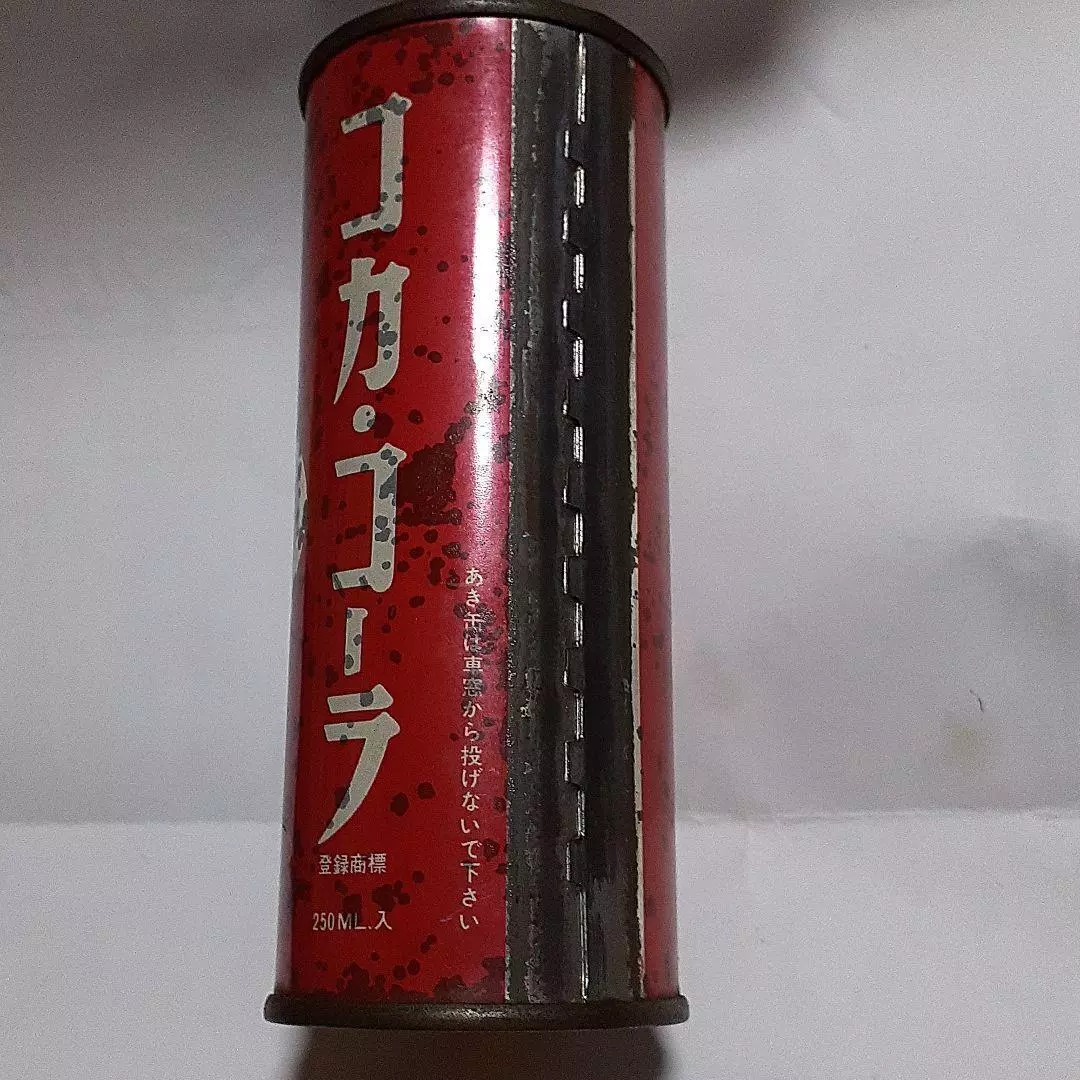 コカ・コーラ
登録商標
250ML.入
あき缶は車窓から投げないで下さい